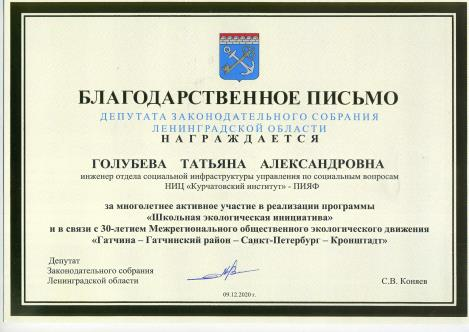 БЛАГОДАРСТВЕННОЕ ПИСЬМО
ДЕПУТАТА ЗАКОНОДАТЕЛЬНОГО СОБРАНИЯ
ЛЕНИНГРАДСКОЙ ОБЛАСТИ
НАГРАЖДАЕТСЯ
ГОЛУБЕВА ТАТЬЯНА АЛЕКСАНДРОВНА
инженер отдела социальной инфраструктуры управления по социальным вопросам
НИЦ «Курчатовский институт» - ПИЯФ
за многолетнее активное участие в реализации программы
«Школьная экологическая инициатива»
и в связи с 30-летием Межрегионального общественного экологического движения
«Гатчина – Гатчинский район – Санкт-Петербург – Кронштадт»
Депутат
Законодательного собрания
Ленинградской области
С.В. Коняев
09.12.2020 г.